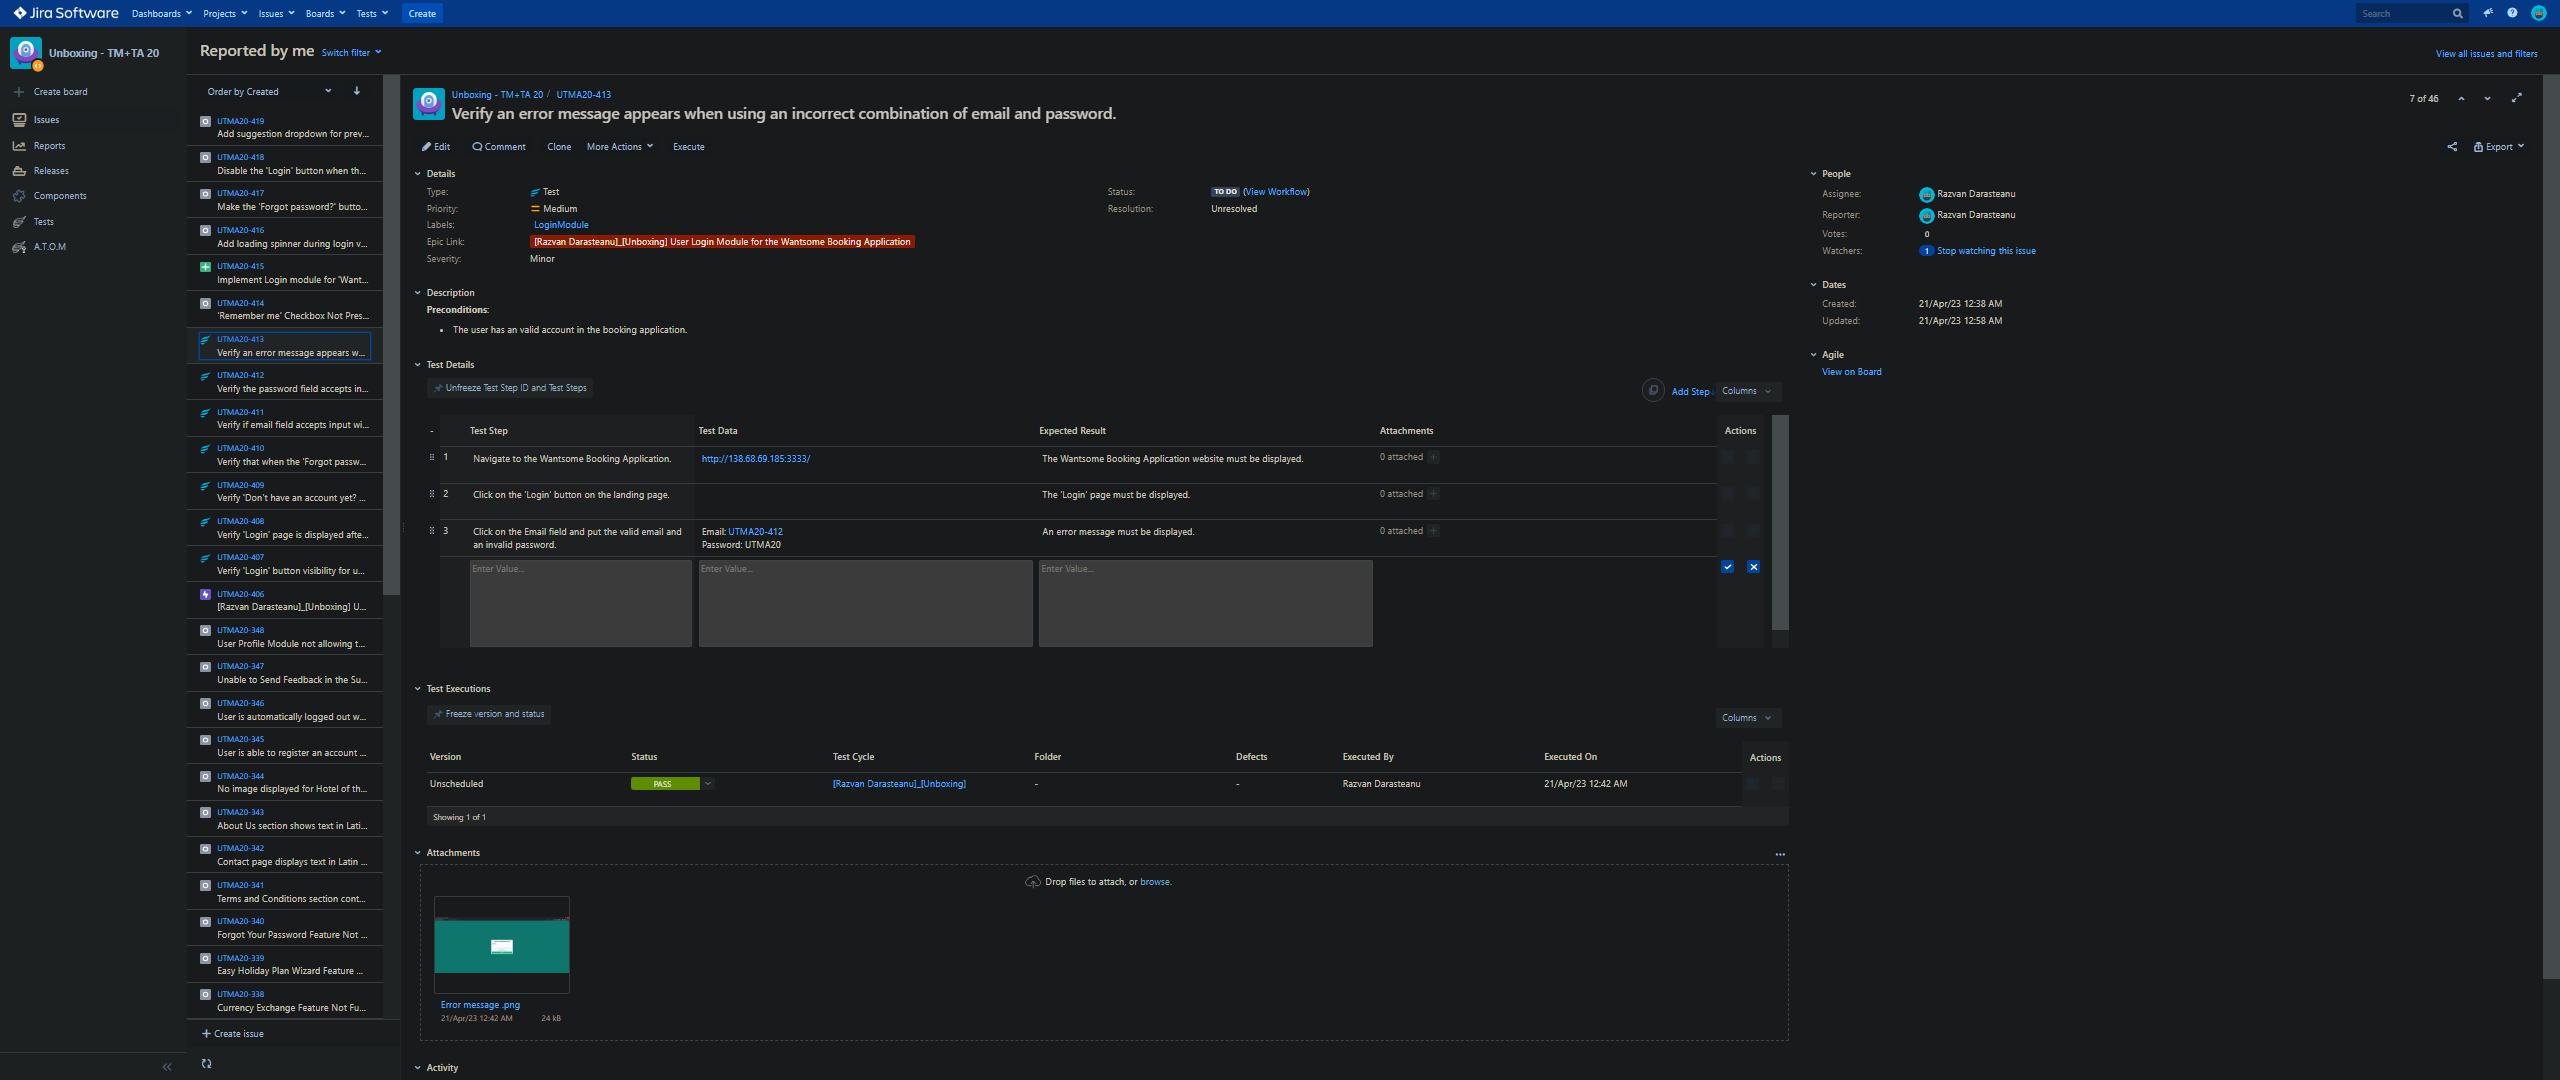 Jira Software Dashboards Projects Issues Boards Tests Create Search
Unboxing - TM+TA 20
Create board
Issues
Reports
Releases
Components
Tests
A.T.O.M
Reported by me Switch filter
View all issues and filters
Order by Created
UTMA20-419
Add suggestion dropdown for prev...
UTMA20-418
Disable the 'Login' button when th...
UTMA20-417
Make the 'Forgot password?' butto...
UTMA20-416
Add loading spinner during login v...
UTMA20-415
Implement Login module for 'Want...
UTMA20-414
'Remember me' Checkbox Not Pres...
UTMA20-413
Verify an error message appears w...
UTMA20-412
Verify the password field accepts in...
UTMA20-411
Verify if email field accepts input wi...
UTMA20-410
Verify that when the 'Forgot passw...
UTMA20-409
Verify 'Don't have an account yet? ...
UTMA20-408
Verify 'Login' page is displayed afte...
UTMA20-407
Verify 'Login' button visibility for u...
UTMA20-406
[Razvan Darasteanu]_[Unboxing] U...
UTMA20-348
User Profile Module not allowing t...
UTMA20-347
Unable to Send Feedback in the Su...
UTMA20-346
User is automatically logged out w...
UTMA20-345
User is able to register an account ...
UTMA20-344
No image displayed for Hotel of th...
UTMA20-343
About Us section shows text in Lati...
UTMA20-342
Contact page displays text in Latin ...
UTMA20-341
Terms and Conditions section cont...
UTMA20-340
Forgot Your Password Feature Not ...
UTMA20-339
Easy Holiday Plan Wizard Feature ...
UTMA20-338
Currency Exchange Feature Not Fu...
+ Create issue
Unboxing - TM+TA 20 / UTMA20-413
Verify an error message appears when using an incorrect combination of email and password.
7 of 46
Edit Comment Clone More Actions Execute
Export
Details
Type: Test
Status: TO DO (View Workflow)
Priority: Medium
Resolution: Unresolved
Labels: LoginModule
Epic Link: [Razvan Darasteanu]_[Unboxing] User Login Module for the Wantsome Booking Application
Severity: Minor
Description
Preconditions:
• The user has an valid account in the booking application.
Test Details
Unfreeze Test Step ID and Test Steps
Add Step Columns
- Test Step Test Data Expected Result Attachments Actions
1 Navigate to the Wantsome Booking Application. http://138.68.69.185:3333/ The Wantsome Booking Application website must be displayed. 0 attached +
2 Click on the 'Login' button on the landing page. The 'Login' page must be displayed. 0 attached +
3 Click on the Email field and put the valid email and Email: UTMA20-412 An error message must be displayed. 0 attached +
an invalid password. Password: UTMA20
Enter Value... Enter Value... Enter Value...
Test Executions
Freeze version and status
Columns
Version Status Test Cycle Folder Defects Executed By Executed On Actions
Unscheduled PASS [Razvan Darasteanu]_[Unboxing] - - Razvan Darasteanu 21/Apr/23 12:42 AM
Showing 1 of 1
Attachments
Drop files to attach, or browse.
Error message .png
21/Apr/23 12:42 AM 24 kB
Activity
People
Assignee: Razvan Darasteanu
Reporter: Razvan Darasteanu
Votes: 0
Watchers: 1 Stop watching this issue
Dates
Created: 21/Apr/23 12:38 AM
Updated: 21/Apr/23 12:58 AM
Agile
View on Board